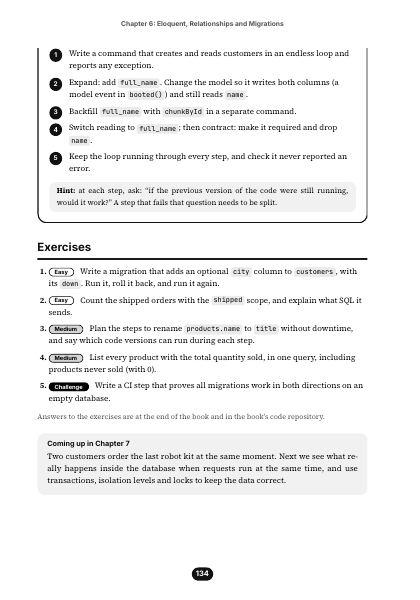 Chapter 6: Eloquent, Relationships and Migrations
1 Write a command that creates and reads customers in an endless loop and
reports any exception.
2 Expand: add full_name. Change the model so it writes both columns (a
model event in booted()) and still reads name.
3 Backfill full_name with chunkById in a separate command.
4 Switch reading to full_name; then contract: make it required and drop
name.
5 Keep the loop running through every step, and check it never reported an
error.
Hint: at each step, ask: “if the previous version of the code were still running,
would it work?” A step that fails that question needs to be split.
Exercises
1. Easy Write a migration that adds an optional city column to customers, with
its down. Run it, roll it back, and run it again.
2. Easy Count the shipped orders with the shipped scope, and explain what SQL it
sends.
3. Medium Plan the steps to rename products.name to title without downtime,
and say which code versions can run during each step.
4. Medium List every product with the total quantity sold, in one query, including
products never sold (with 0).
5. Challenge Write a CI step that proves all migrations work in both directions on an
empty database.
Answers to the exercises are at the end of the book and in the book’s code repository.
Coming up in Chapter 7
Two customers order the last robot kit at the same moment. Next we see what re-
ally happens inside the database when requests run at the same time, and use
transactions, isolation levels and locks to keep the data correct.
134